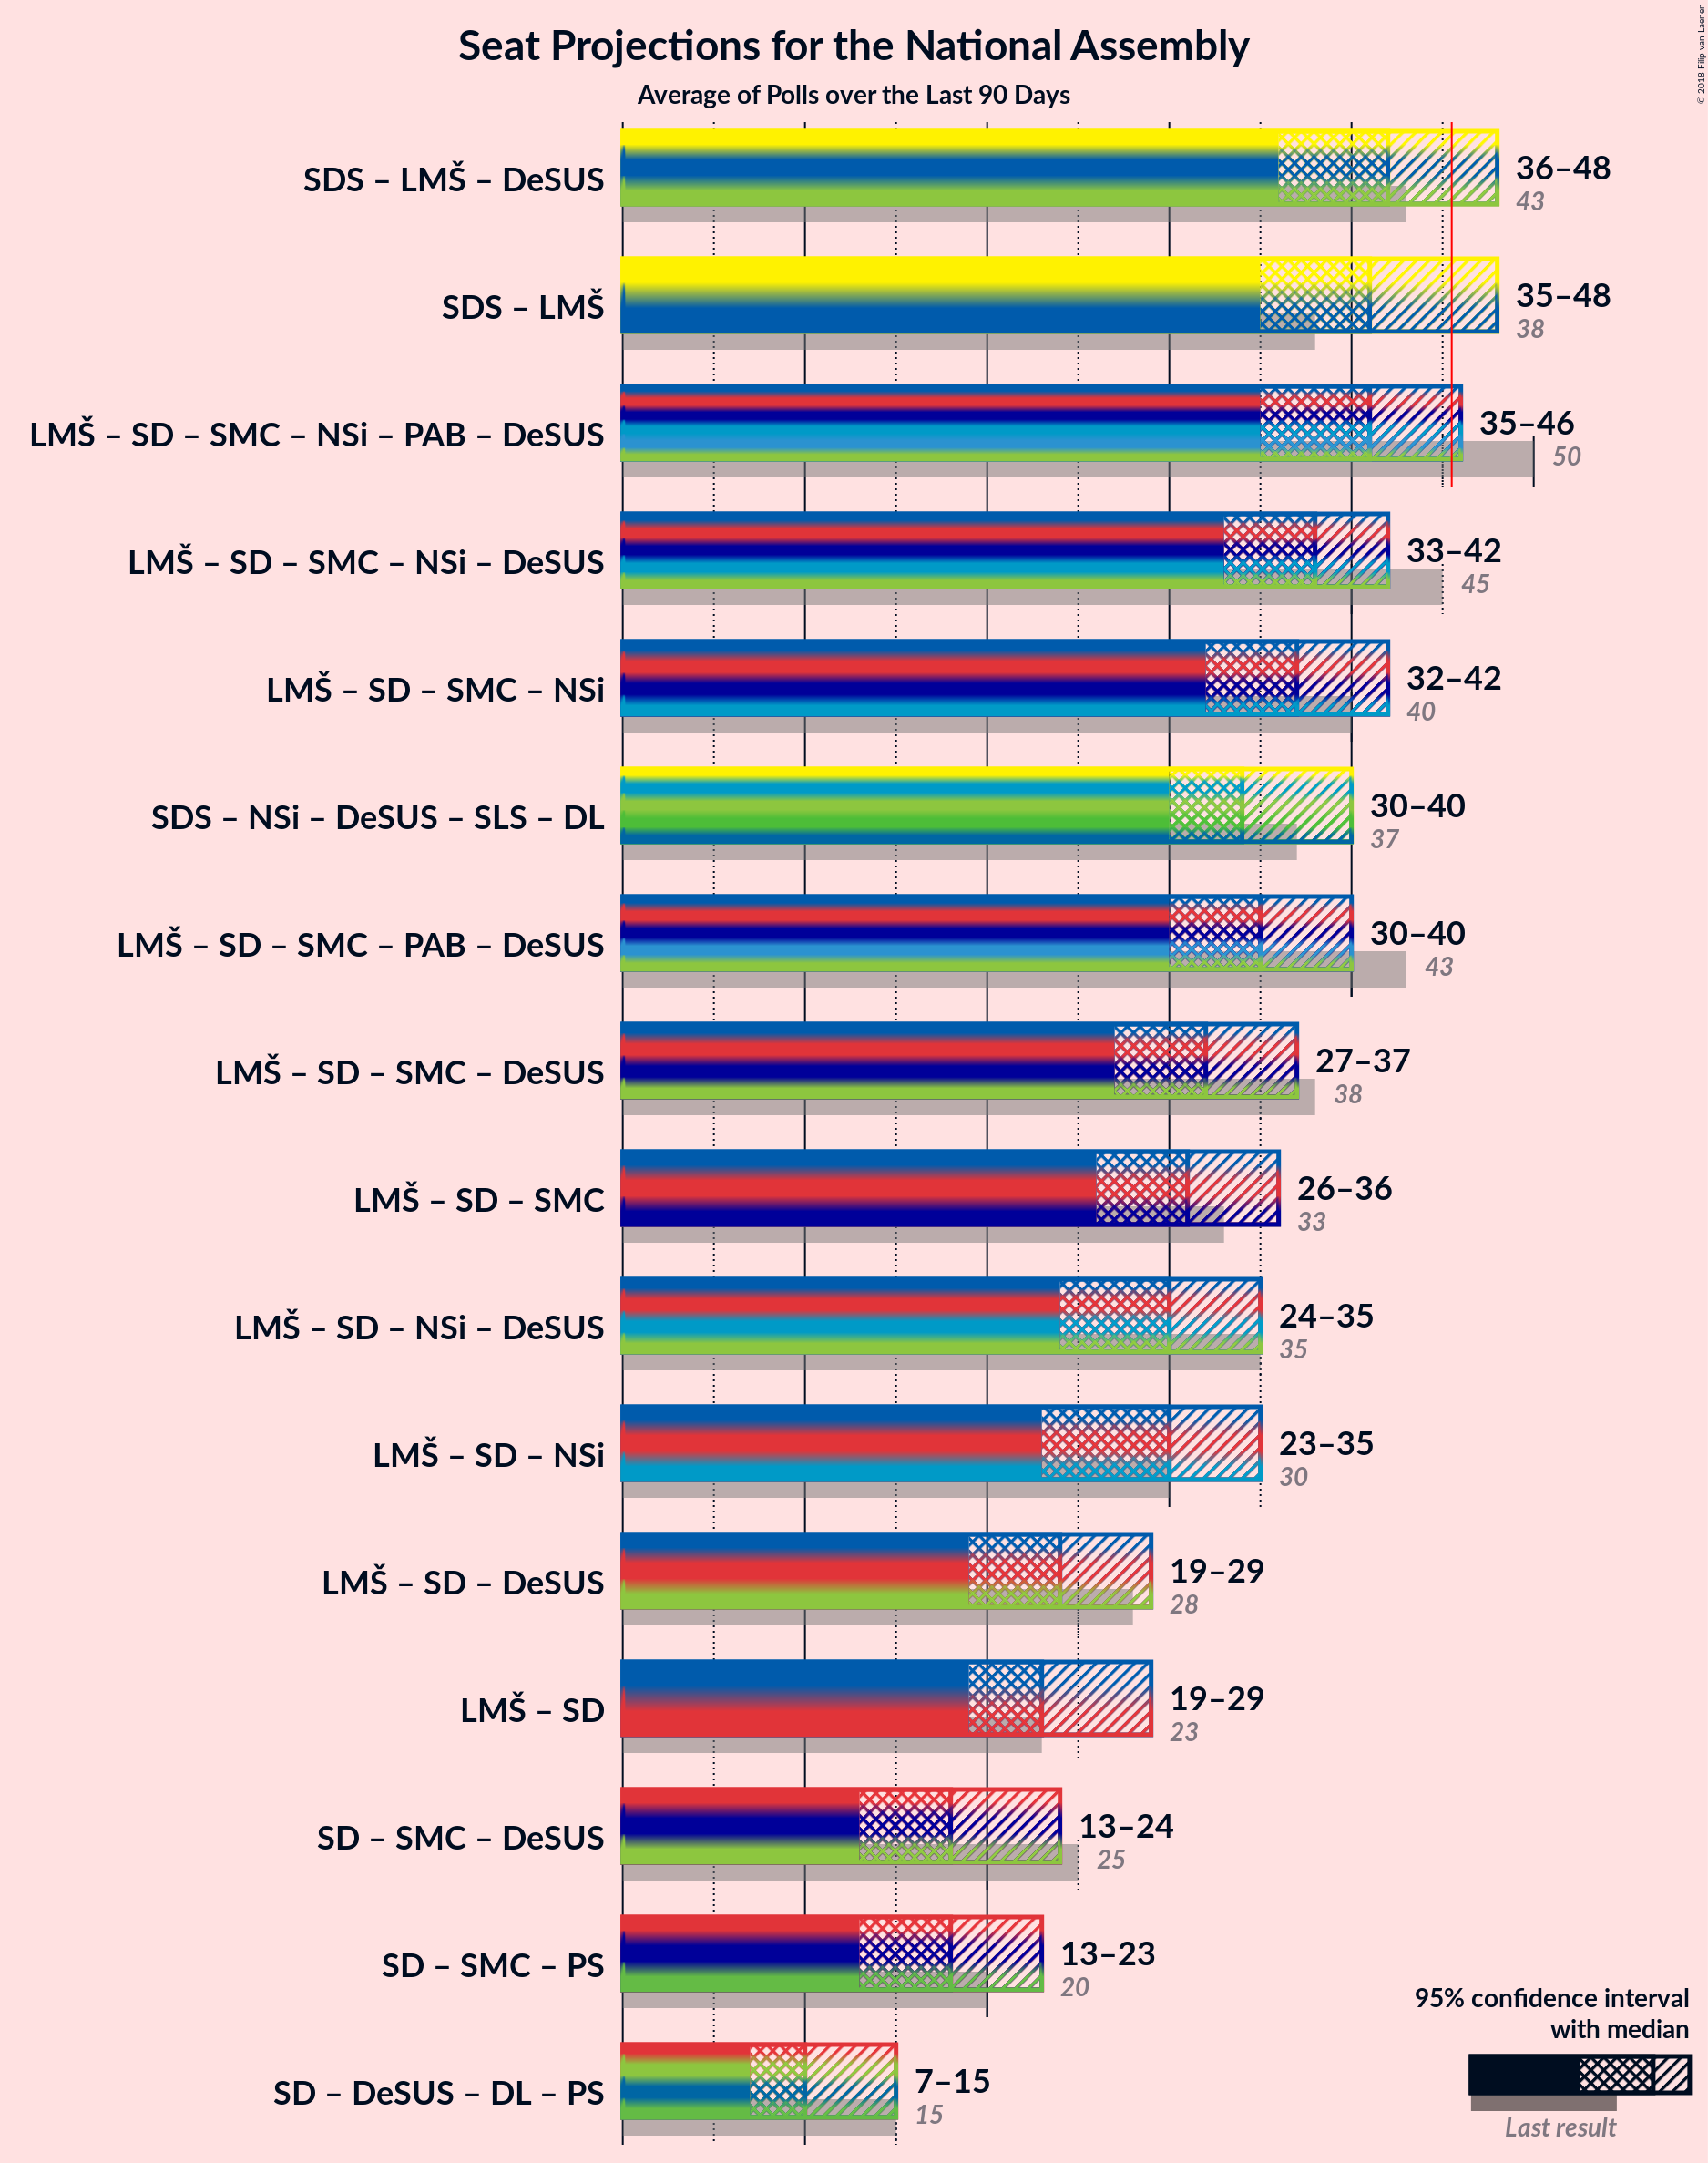 © 2018 Filip van Laenen
Seat Projections for the National Assembly
Average of Polls over the Last 90 Days
SDS – LMŠ – DeSUS
36–48
43
SDS – LMŠ
35–48
38
LMŠ – SD – SMC – NSi – PAB – DeSUS
35–46
50
LMŠ – SD – SMC – NSi – DeSUS
33–42
45
LMŠ – SD – SMC – NSi
32–42
40
SDS – NSi – DeSUS – SLS – DL
30–40
37
LMŠ – SD – SMC – PAB – DeSUS
30–40
43
LMŠ – SD – SMC – DeSUS
27–37
38
LMŠ – SD – SMC
26–36
33
LMŠ – SD – NSi – DeSUS
24–35
35
LMŠ – SD – NSi
23–35
30
LMŠ – SD – DeSUS
19–29
28
LMŠ – SD
19–29
23
SD – SMC – DeSUS
13–24
25
SD – SMC – PS
13–23
20
SD – DeSUS – DL – PS
7–15
15
95% confidence interval
with median
Last result